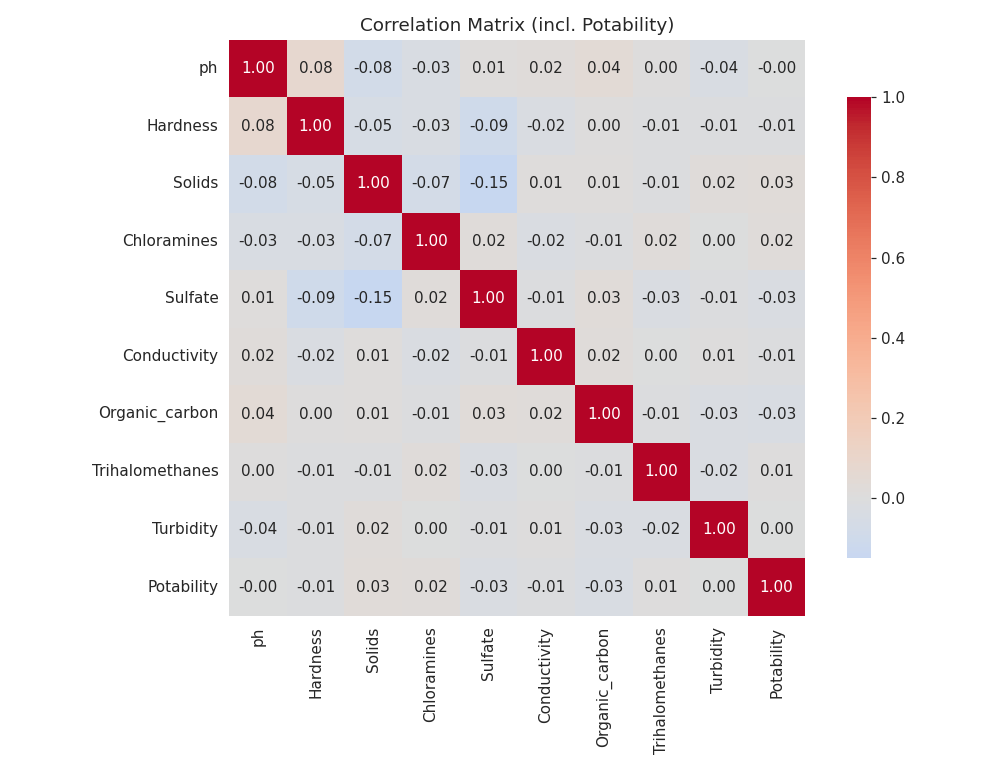 Correlation Matrix (incl. Potability)
ph 1.00 0.08 -0.08 -0.03 0.01 0.02 0.04 0.00 -0.04 -0.00
Hardness 0.08 1.00 -0.05 -0.03 -0.09 -0.02 0.00 -0.01 -0.01 -0.01
Solids -0.08 -0.05 1.00 -0.07 -0.15 0.01 0.01 -0.01 0.02 0.03
Chloramines -0.03 -0.03 -0.07 1.00 0.02 -0.02 -0.01 0.02 0.00 0.02
Sulfate 0.01 -0.09 -0.15 0.02 1.00 -0.01 0.03 -0.03 -0.01 -0.03
Conductivity 0.02 -0.02 0.01 -0.02 -0.01 1.00 0.02 0.00 0.01 -0.01
Organic_carbon 0.04 0.00 0.01 -0.01 0.03 0.02 1.00 -0.01 -0.03 -0.03
Trihalomethanes 0.00 -0.01 -0.01 0.02 -0.03 0.00 -0.01 1.00 -0.02 0.01
Turbidity -0.04 -0.01 0.02 0.00 -0.01 0.01 -0.03 -0.02 1.00 0.00
Potability -0.00 -0.01 0.03 0.02 -0.03 -0.01 -0.03 0.01 0.00 1.00
ph
Hardness
Solids
Chloramines
Sulfate
Conductivity
Organic_carbon
Trihalomethanes
Turbidity
Potability
1.0
0.8
0.6
0.4
0.2
0.0